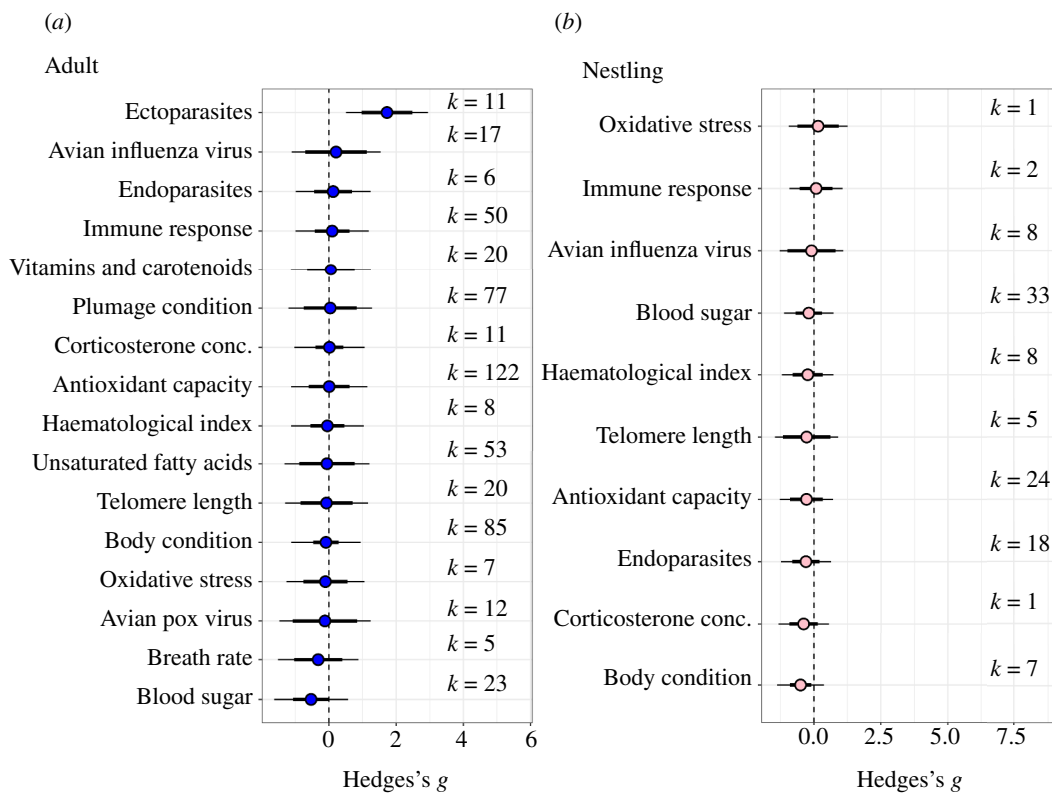 (a)
Adult
Ectoparasites k = 11
Avian influenza virus k =17
Endoparasites k = 6
Immune response k = 50
Vitamins and carotenoids k = 20
Plumage condition k = 77
Corticosterone conc. k = 11
Antioxidant capacity k = 122
Haematological index k = 8
Unsaturated fatty acids k = 53
Telomere length k = 20
Body condition k = 85
Oxidative stress k = 7
Avian pox virus k = 12
Breath rate k = 5
Blood sugar k = 23
0 2 4 6
Hedges's g
(b)
Nestling
Oxidative stress k = 1
Immune response k = 2
Avian influenza virus k = 8
Blood sugar k = 33
Haematological index k = 8
Telomere length k = 5
Antioxidant capacity k = 24
Endoparasites k = 18
Corticosterone conc. k = 1
Body condition k = 7
0.0 2.5 5.0 7.5
Hedges's g